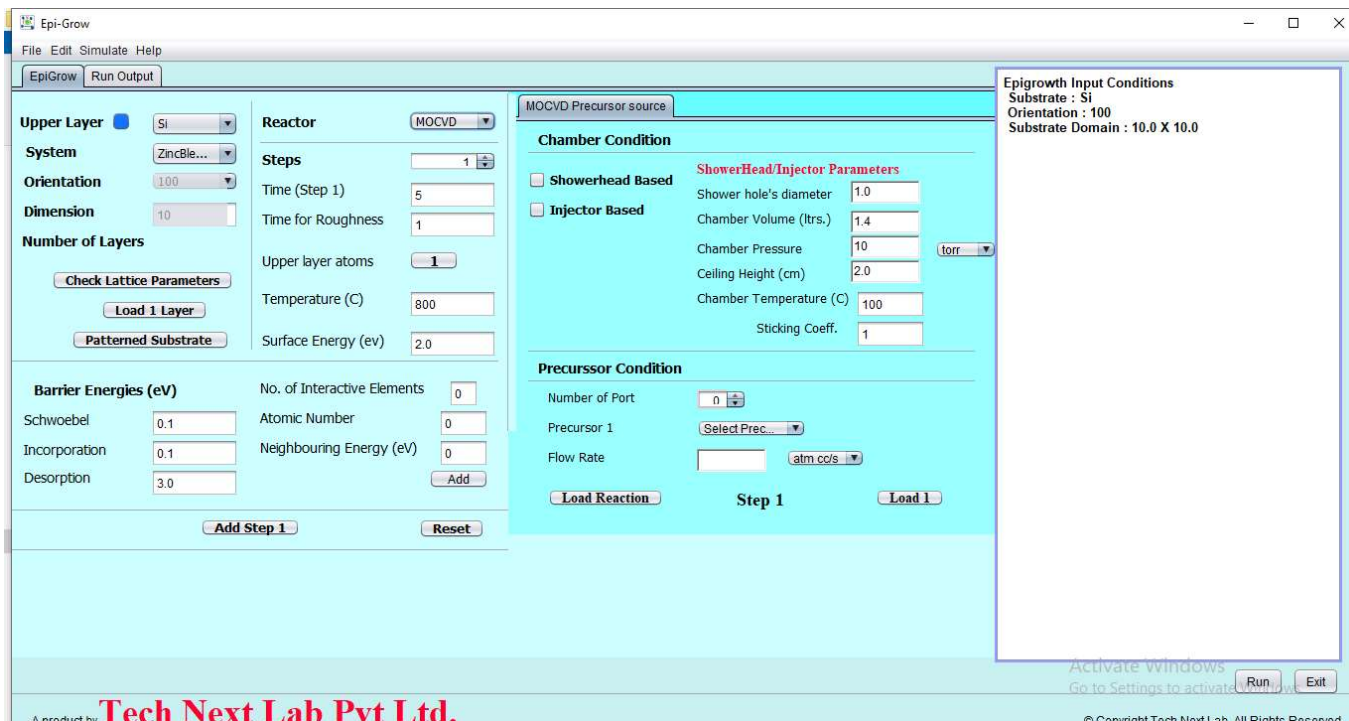 Epi-Grow
File Edit Simulate Help
EpiGrow Run Output
Upper Layer Si
System ZincBle...
Orientation 100
Dimension 10
Number of Layers
Check Lattice Parameters
Load 1 Layer
Patterned Substrate
Reactor MOCVD
Steps 1
Time (Step 1) 5
Time for Roughness 1
Upper layer atoms 1
Temperature (C) 800
Surface Energy (ev) 2.0
Barrier Energies (eV)
Schwoebel 0.1
Incorporation 0.1
Desorption 3.0
No. of Interactive Elements 0
Atomic Number 0
Neighbouring Energy (eV) 0
Add
Add Step 1 Reset
MOCVD Precursor source
Chamber Condition
Showerhead Based
Injector Based
ShowerHead/Injector Parameters
Shower hole's diameter 1.0
Chamber Volume (ltrs.) 1.4
Chamber Pressure 10 torr
Ceiling Height (cm) 2.0
Chamber Temperature (C) 100
Sticking Coeff. 1
Precurssor Condition
Number of Port 0
Precursor 1 Select Prec...
Flow Rate atm cc/s
Load Reaction Step 1 Load 1
Epigrowth Input Conditions
Substrate : Si
Orientation : 100
Substrate Domain : 10.0 X 10.0
Activate Windows
Go to Settings to activate Windows.
Run Exit
A product by Tech Next Lab Pvt Ltd.
© Copyright Tech Next Lab. All Rights Reserved